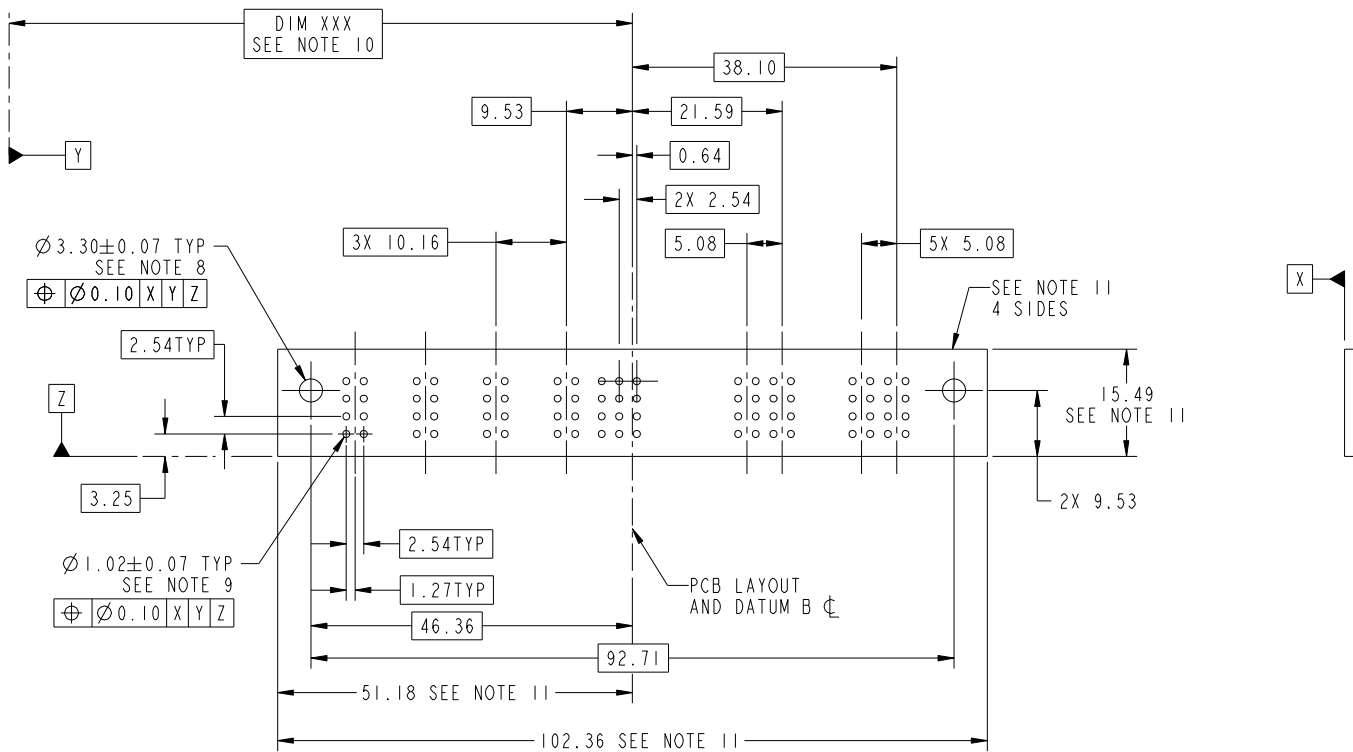 DIM XXX
SEE NOTE 10
38.10
9.53
21.59
Y
0.64
2X 2.54
Ø3.30±0.07 TYP
SEE NOTE 8
⌖ Ø0.10 X Y Z
3X 10.16
5.08
5X 5.08
X
SEE NOTE 11
4 SIDES
2.54TYP
Z
15.49
SEE NOTE 11
3.25
2X 9.53
2.54TYP
Ø1.02±0.07 TYP
SEE NOTE 9
⌖ Ø0.10 X Y Z
1.27TYP
PCB LAYOUT
AND DATUM B ℄
46.36
92.71
51.18 SEE NOTE 11
102.36 SEE NOTE 11